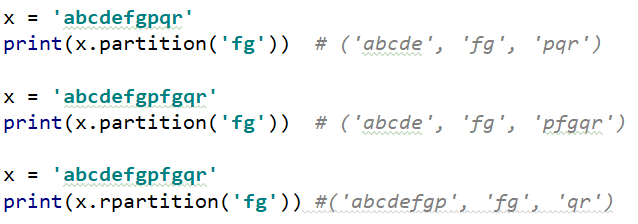 x = 'abcdefgpqr'
print(x.partition('fg'))  # ('abcde', 'fg', 'pqr')
x = 'abcdefgpfgqr'
print(x.partition('fg'))  # ('abcde', 'fg', 'pfgqr')
x = 'abcdefgpfgqr'
print(x.rpartition('fg')) #('abcdefgp', 'fg', 'qr')